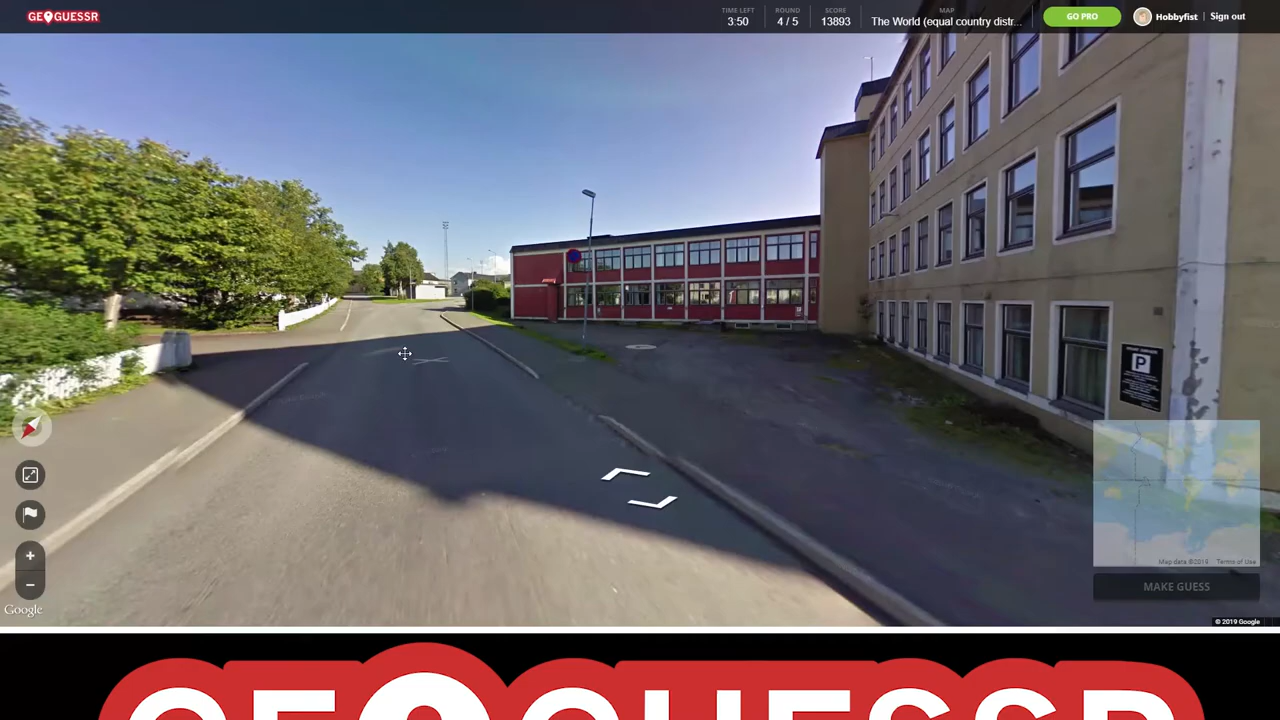 GEOGUESSR
TIME LEFT
3:50
ROUND
4 / 5
SCORE
13893
MAP
The World (equal country distr...
GO PRO
Hobbyfist
Sign out
P
Map data ©2019
Terms of Use
MAKE GUESS
Google
© 2019 Google
GEOGUESSR